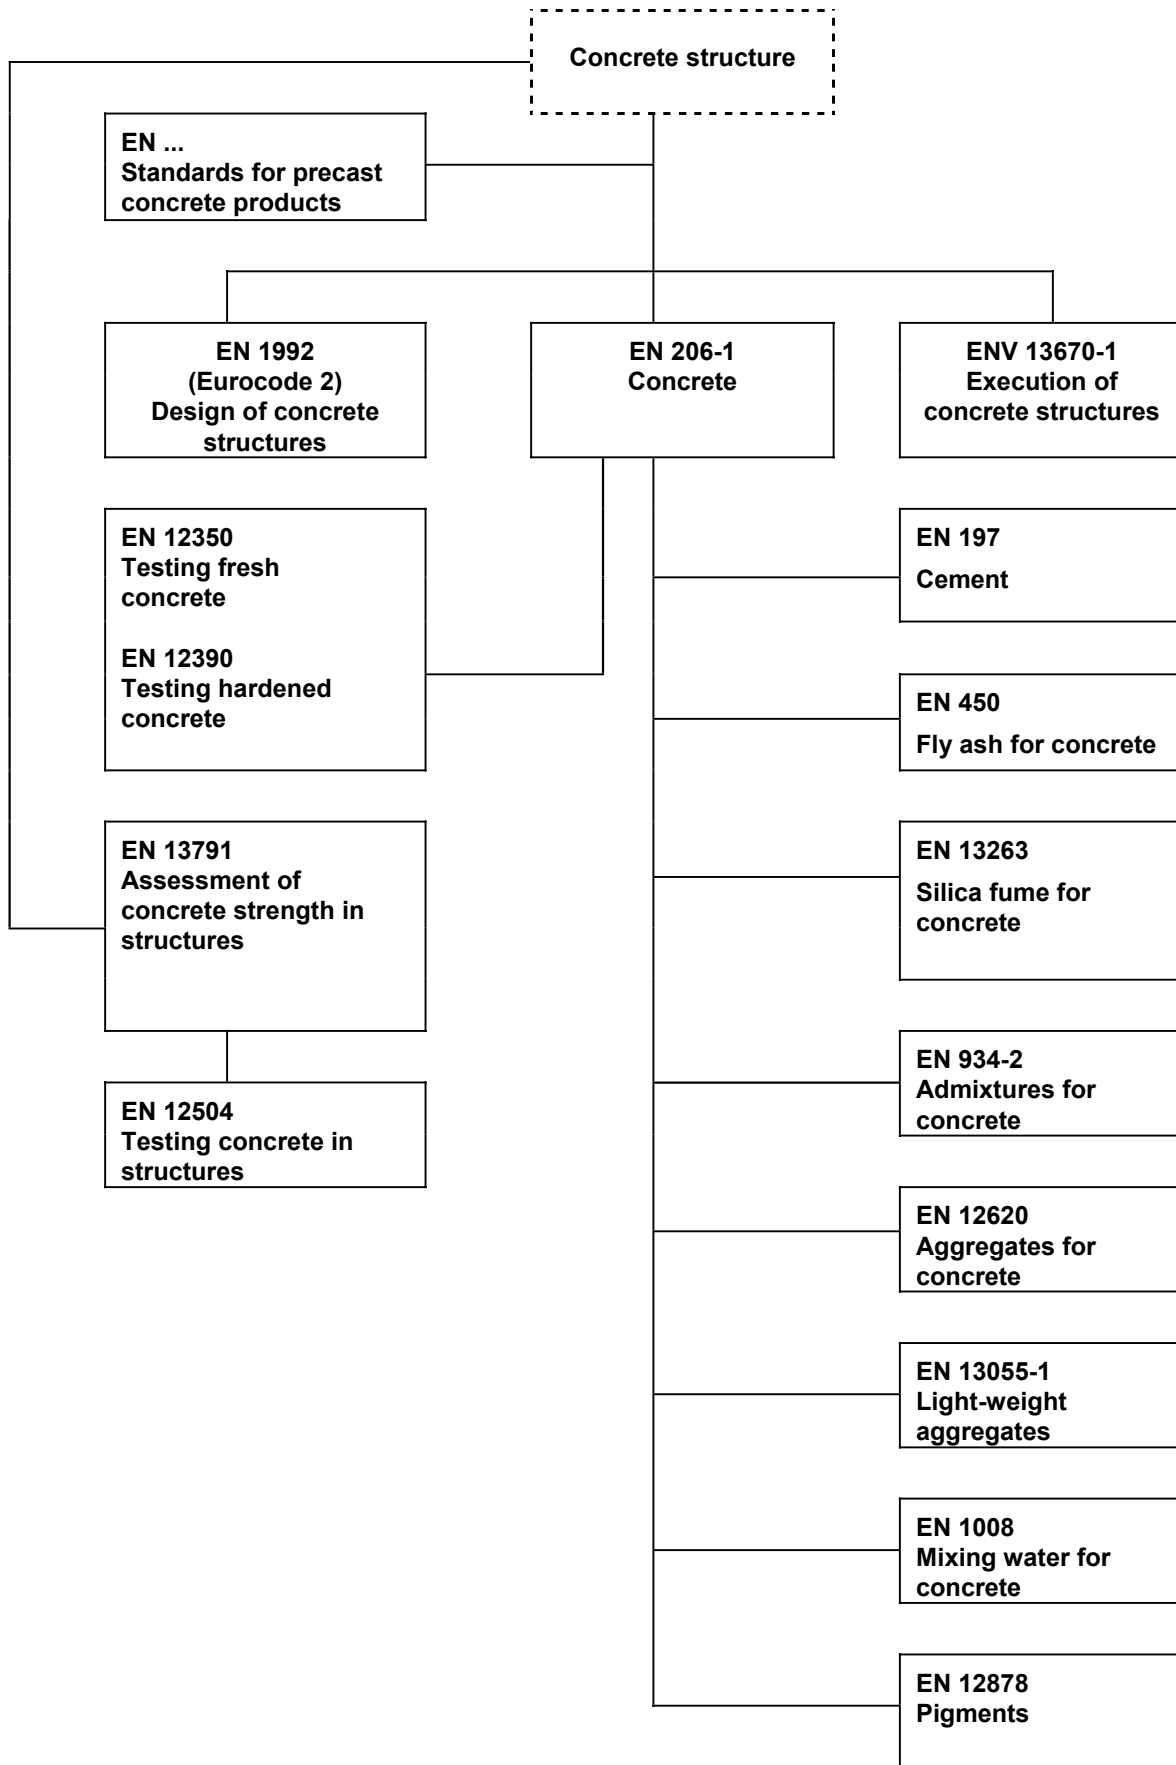 Concrete structure
EN ...
Standards for precast
concrete products
EN 1992
(Eurocode 2)
Design of concrete
structures
EN 206-1
Concrete
ENV 13670-1
Execution of
concrete structures
EN 12350
Testing fresh
concrete
EN 12390
Testing hardened
concrete
EN 197
Cement
EN 450
Fly ash for concrete
EN 13791
Assessment of
concrete strength in
structures
EN 13263
Silica fume for
concrete
EN 12504
Testing concrete in
structures
EN 934-2
Admixtures for
concrete
EN 12620
Aggregates for
concrete
EN 13055-1
Light-weight
aggregates
EN 1008
Mixing water for
concrete
EN 12878
Pigments